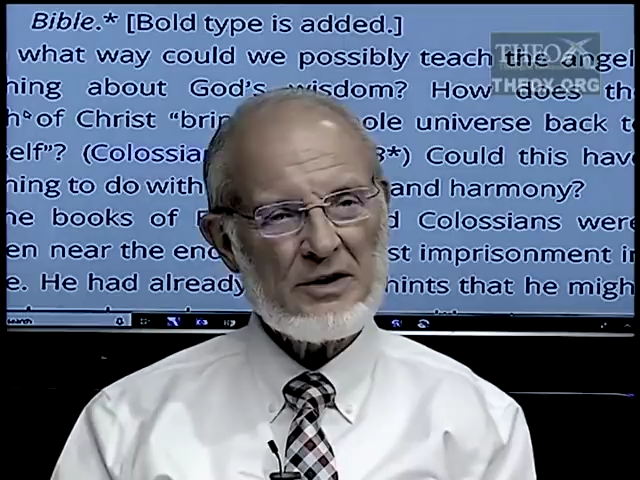 Bible.* [Bold type is added.]
what way could we possibly teach the angel
ning about God's wisdom? How does th
of Christ "brin ole universe back to
self"? (Colossian 3*) Could this have
ning to do with and harmony?
he books of d Colossians were
en near the end st imprisonment in
e. He had already hints that he migh
THEOX
THEOX.ORG